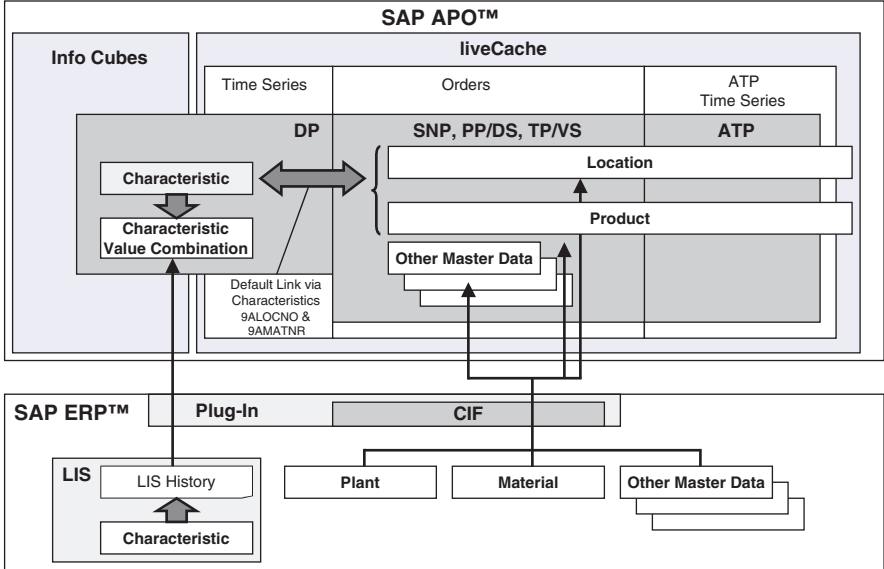 SAP APO™
Info Cubes
liveCache
Time Series
Orders
ATP
Time Series
DP
SNP, PP/DS, TP/VS
ATP
Location
Characteristic
Product
Characteristic
Value Combination
Other Master Data
Default Link via
Characteristics
9ALOCNO &
9AMATNR
SAP ERP™
Plug-In
CIF
LIS
LIS History
Plant
Material
Other Master Data
Characteristic